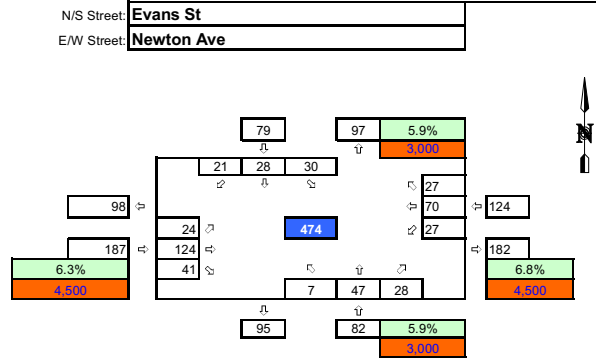 N/S Street: Evans St
E/W Street: Newton Ave
79 97 5.9%
3,000
N
21 28 30
27
98 70 124
24 474 27
187 124 182
6.3% 41 6.8%
4,500 7 47 28 4,500
95 82 5.9%
3,000